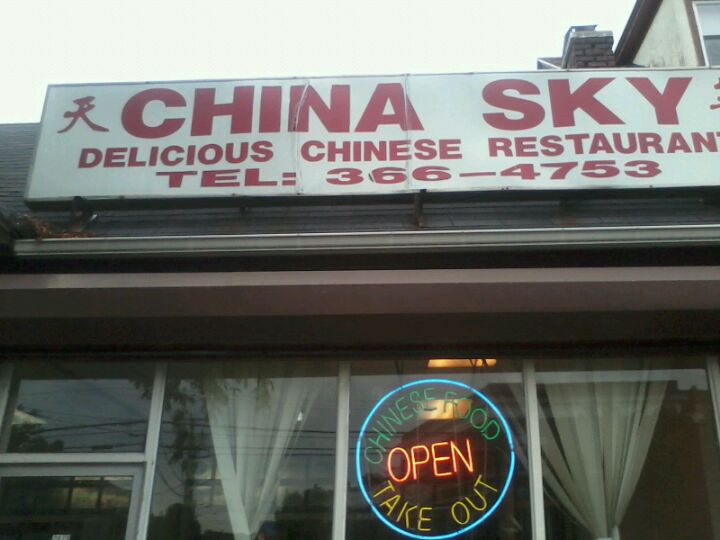 天 CHINA SKY
DELICIOUS CHINESE RESTAURANT
TEL: 366-4753
CHINESE FOOD
OPEN
TAKE OUT